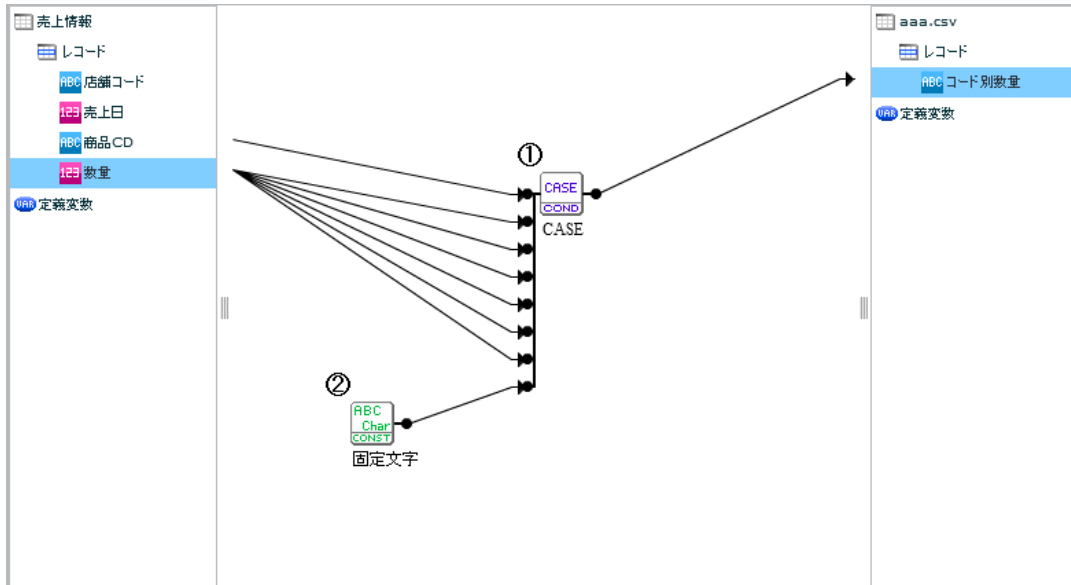 売上情報
レコード
ABC 店舗コード
123 売上日
ABC 商品CD
123 数量
VAR 定義変数
①
CASE
COND
CASE
②
ABC
Char
CONST
固定文字
aaa.csv
レコード
ABC コード別数量
VAR 定義変数